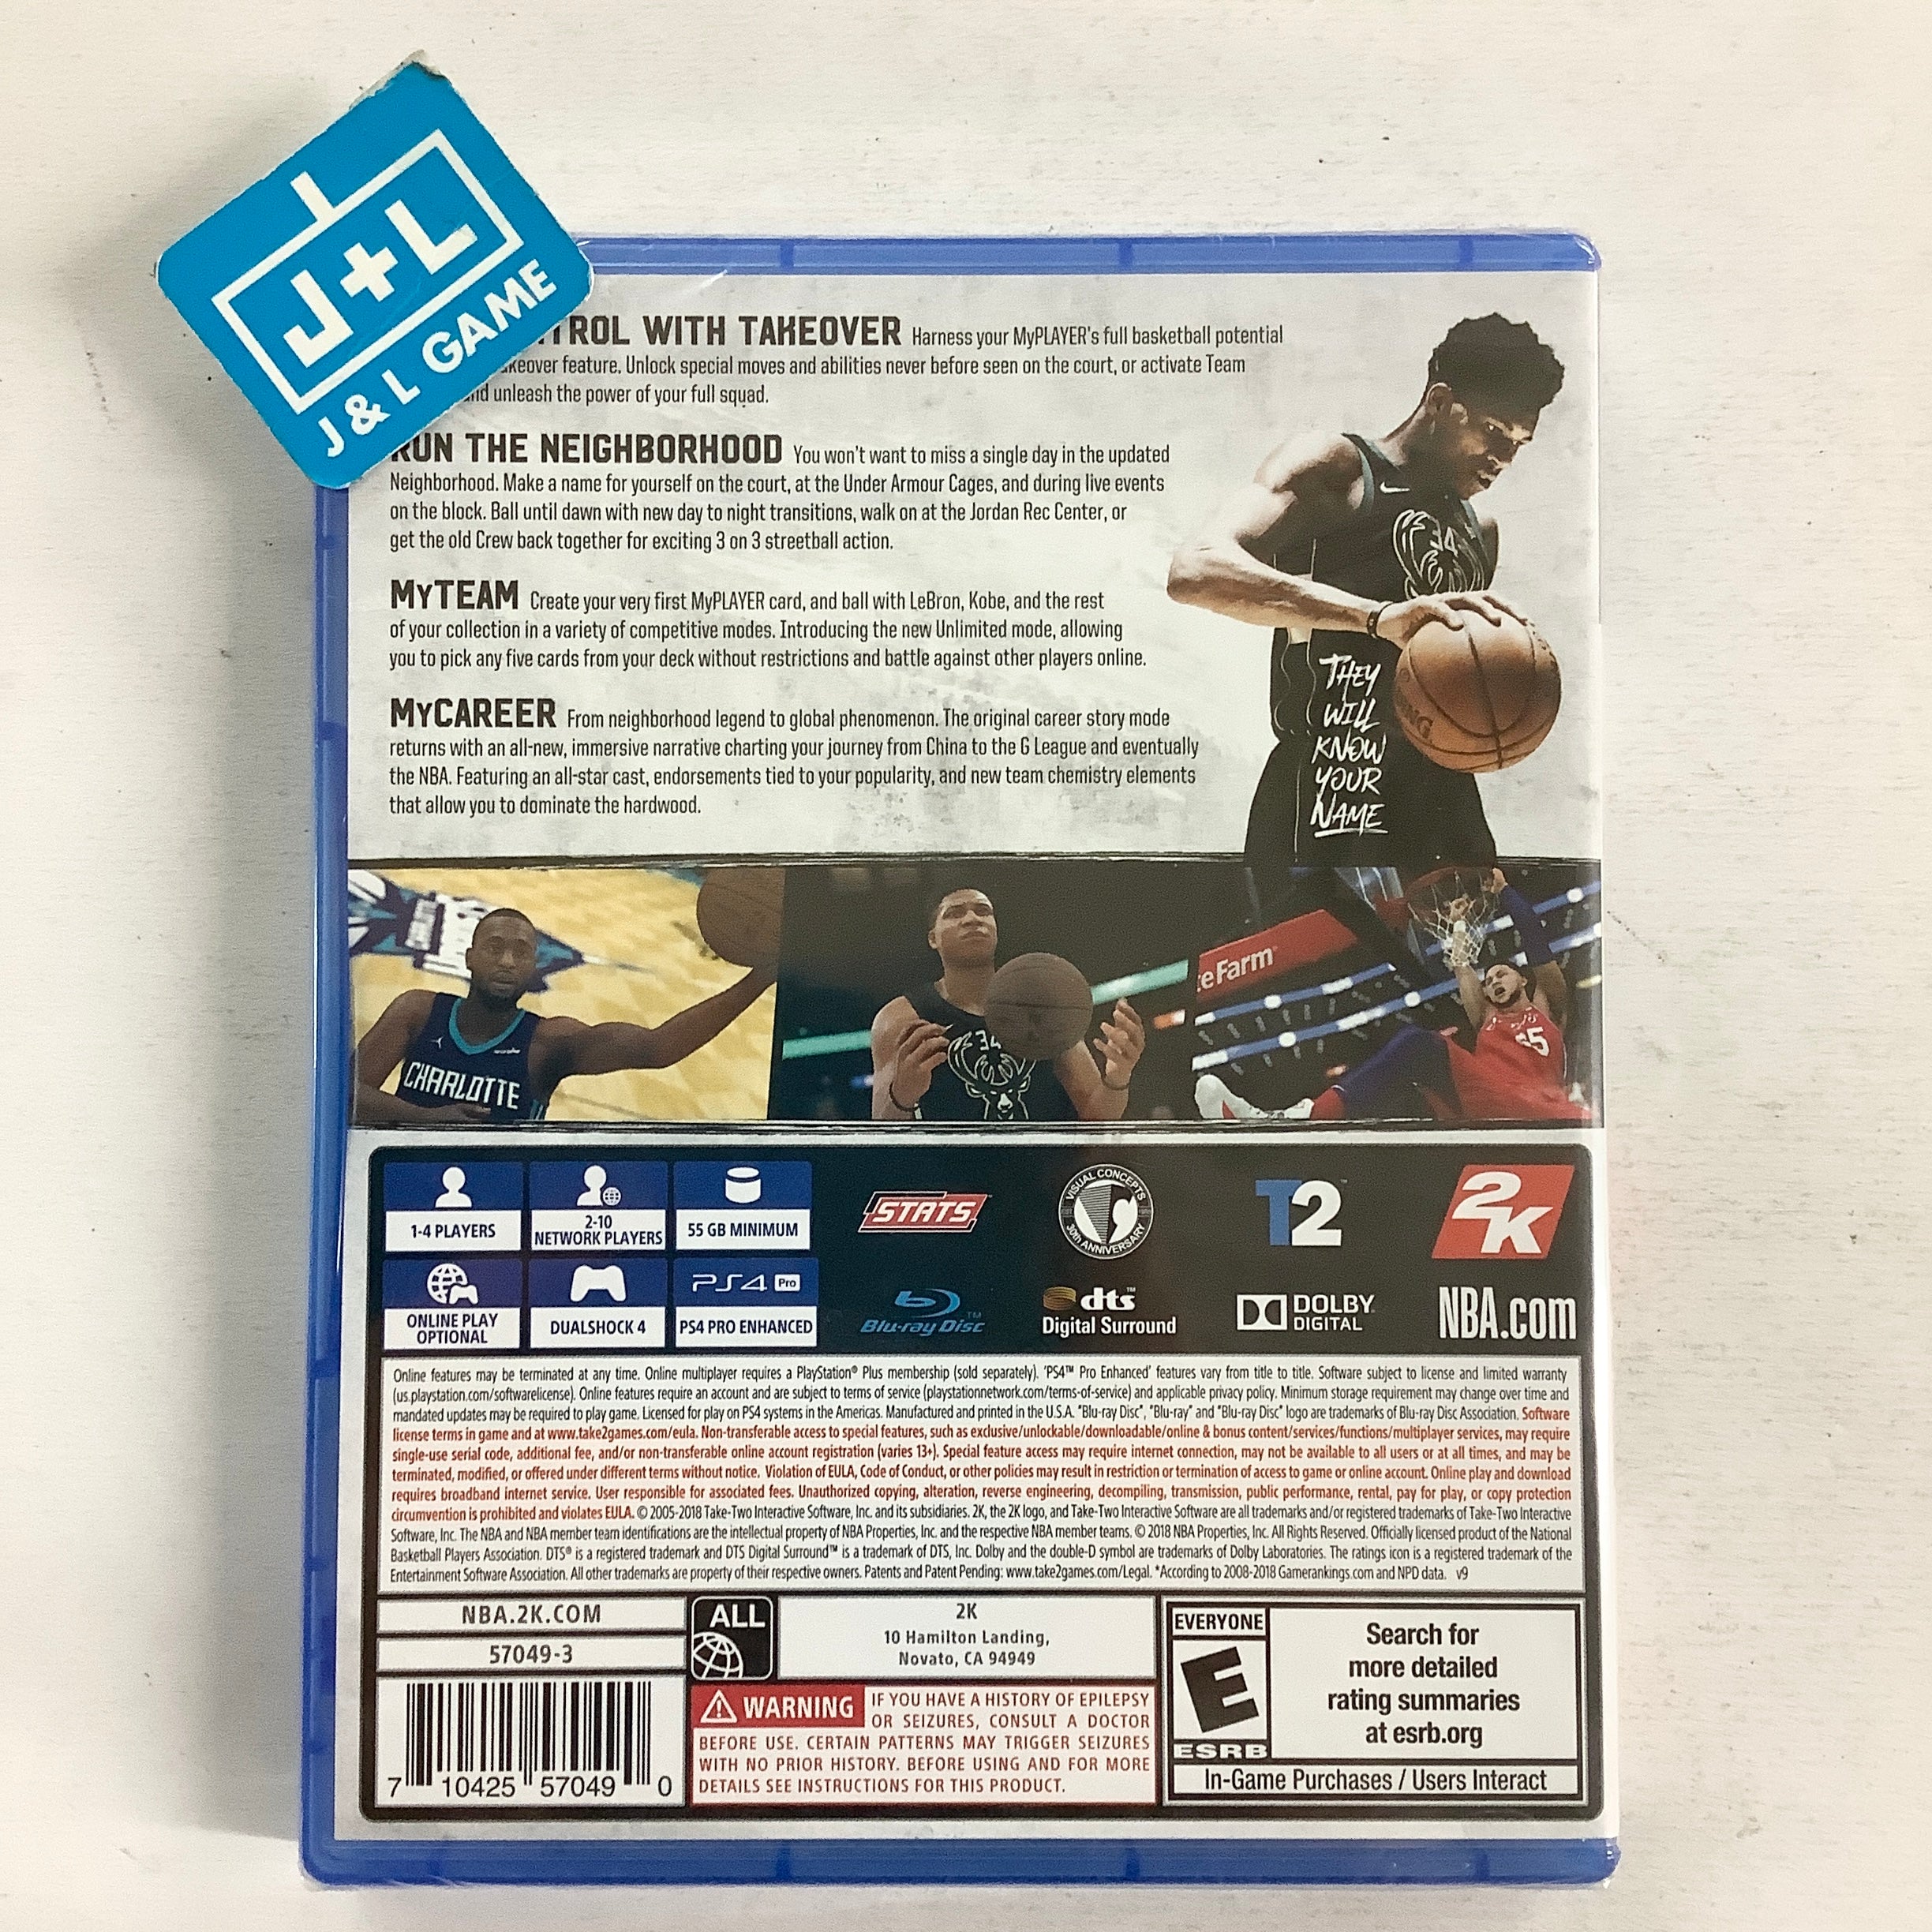 J+L
J & L GAME
TROL WITH TAKEOVER Harness your MyPLAYER's full basketball potential
feature. Unlock special moves and abilities never before seen on the court, or activate Team
unleash the power of your full squad.
RUN THE NEIGHBORHOOD You won't want to miss a single day in the updated
Neighborhood. Make a name for yourself on the court, at the Under Armour Cages, and during live events
on the block. Ball until dawn with new day to night transitions, walk on at the Jordan Rec Center, or
get the old Crew back together for exciting 3 on 3 streetball action.
MyTEAM Create your very first MyPLAYER card, and ball with LeBron, Kobe, and the rest
of your collection in a variety of competitive modes. Introducing the new Unlimited mode, allowing
you to pick any five cards from your deck without restrictions and battle against other players online.
MyCAREER From neighborhood legend to global phenomenon. The original career story mode
returns with an all-new, immersive narrative charting your journey from China to the G League and eventually
the NBA. Featuring an all-star cast, endorsements tied to your popularity, and new team chemistry elements
that allow you to dominate the hardwood.
34
THEY
WILL
KNOW
YOUR
NAME
CHARLOTTE
34
eFarm
1-4 PLAYERS
2-10
NETWORK PLAYERS
55 GB MINIMUM
STATS
VISUAL CONCEPTS
30th ANNIVERSARY
T2
2K
PS4 Pro
ONLINE PLAY
OPTIONAL
DUALSHOCK 4
PS4 PRO ENHANCED
Blu-ray Disc™
dts™
Digital Surround
DOLBY
DIGITAL
NBA.com
Online features may be terminated at any time. Online multiplayer requires a PlayStation® Plus membership (sold separately). 'PS4™ Pro Enhanced' features vary from title to title. Software subject to license and limited warranty
(us.playstation.com/softwarelicense). Online features require an account and are subject to terms of service (playstationnetwork.com/terms-of-service) and applicable privacy policy. Minimum storage requirement may change over time and
mandated updates may be required to play game. Licensed for play on PS4 systems in the Americas. Manufactured and printed in the U.S.A. "Blu-ray Disc", "Blu-ray" and "Blu-ray Disc" logo are trademarks of Blu-ray Disc Association. Software
license terms in game and at www.take2games.com/eula. Non-transferable access to special features, such as exclusive/unlockable/downloadable/online & bonus content/services/functions/multiplayer services, may require
single-use serial code, additional fee, and/or non-transferable online account registration (varies 13+). Special feature access may require internet connection, may not be available to all users or at all times, and may be
terminated, modified, or offered under different terms without notice. Violation of EULA, Code of Conduct, or other policies may result in restriction or termination of access to game or online account. Online play and download
requires broadband internet service. User responsible for associated fees. Unauthorized copying, alteration, reverse engineering, decompiling, transmission, public performance, rental, pay for play, or copy protection
circumvention is prohibited and violates EULA. © 2005-2018 Take-Two Interactive Software, Inc. and its subsidiaries. 2K, the 2K logo, and Take-Two Interactive Software are all trademarks and/or registered trademarks of Take-Two Interactive
Software, Inc. The NBA and NBA member team identifications are the intellectual property of NBA Properties, Inc. and the respective NBA member teams. © 2018 NBA Properties, Inc. All Rights Reserved. Officially licensed product of the National
Basketball Players Association. DTS® is a registered trademark and DTS Digital Surround™ is a trademark of DTS, Inc. Dolby and the double-D symbol are trademarks of Dolby Laboratories. The ratings icon is a registered trademark of the
Entertainment Software Association. All other trademarks are property of their respective owners. Patents and Patent Pending: www.take2games.com/Legal. *According to 2008-2018 Gamerankings.com and NPD data. v9
NBA.2K.COM
57049-3
ALL
2K
10 Hamilton Landing,
Novato, CA 94949
WARNING IF YOU HAVE A HISTORY OF EPILEPSY
OR SEIZURES, CONSULT A DOCTOR
BEFORE USE. CERTAIN PATTERNS MAY TRIGGER SEIZURES
WITH NO PRIOR HISTORY. BEFORE USING AND FOR MORE
DETAILS SEE INSTRUCTIONS FOR THIS PRODUCT.
7 10425 57049 0
EVERYONE
E
ESRB
Search for
more detailed
rating summaries
at esrb.org
In-Game Purchases / Users Interact